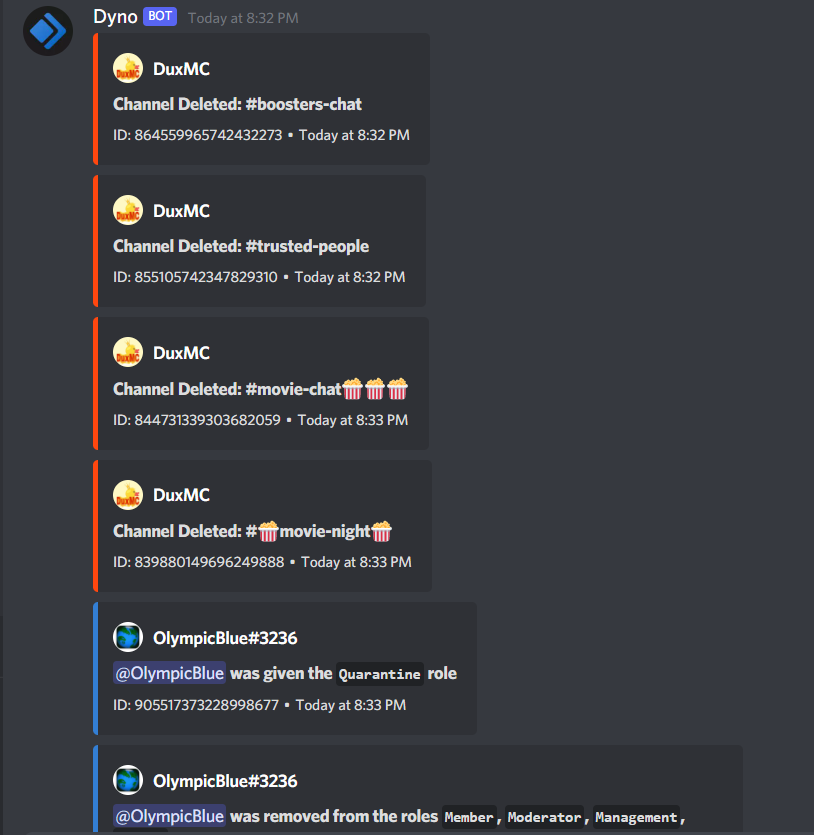 Dyno BOT Today at 8:32 PM
DuxMC
Channel Deleted: #boosters-chat
ID: 864559965742432273 • Today at 8:32 PM
DuxMC
Channel Deleted: #trusted-people
ID: 855105742347829310 • Today at 8:32 PM
DuxMC
Channel Deleted: #movie-chat🍿🍿🍿
ID: 844731339303682059 • Today at 8:33 PM
DuxMC
Channel Deleted: #🍿movie-night🍿
ID: 839880149696249888 • Today at 8:33 PM
OlympicBlue#3236
@OlympicBlue was given the Quarantine role
ID: 905517373228998677 • Today at 8:33 PM
OlympicBlue#3236
@OlympicBlue was removed from the roles Member, Moderator, Management,